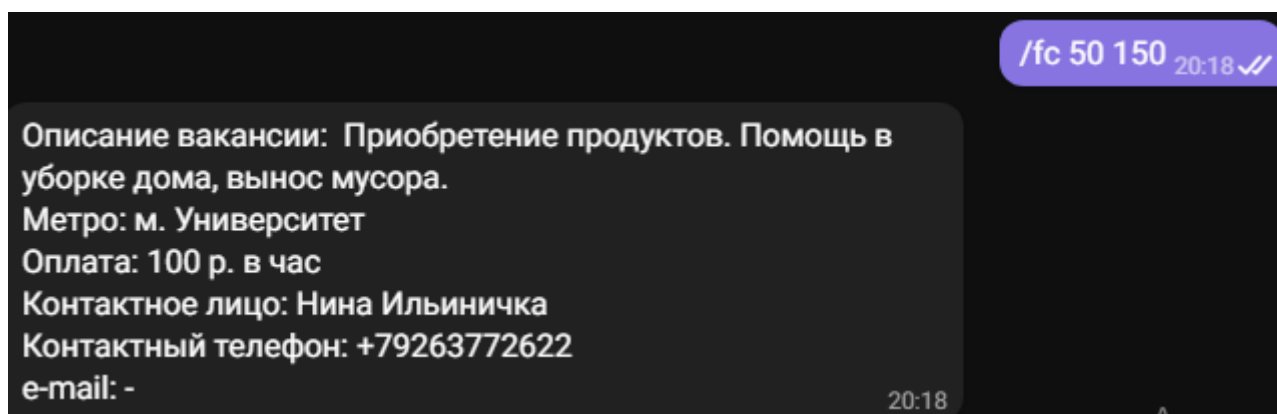 /fc 50 150 20:18
Описание вакансии: Приобретение продуктов. Помощь в
уборке дома, вынос мусора.
Метро: м. Университет
Оплата: 100 р. в час
Контактное лицо: Нина Ильиничка
Контактный телефон: +79263772622
e-mail: -
20:18